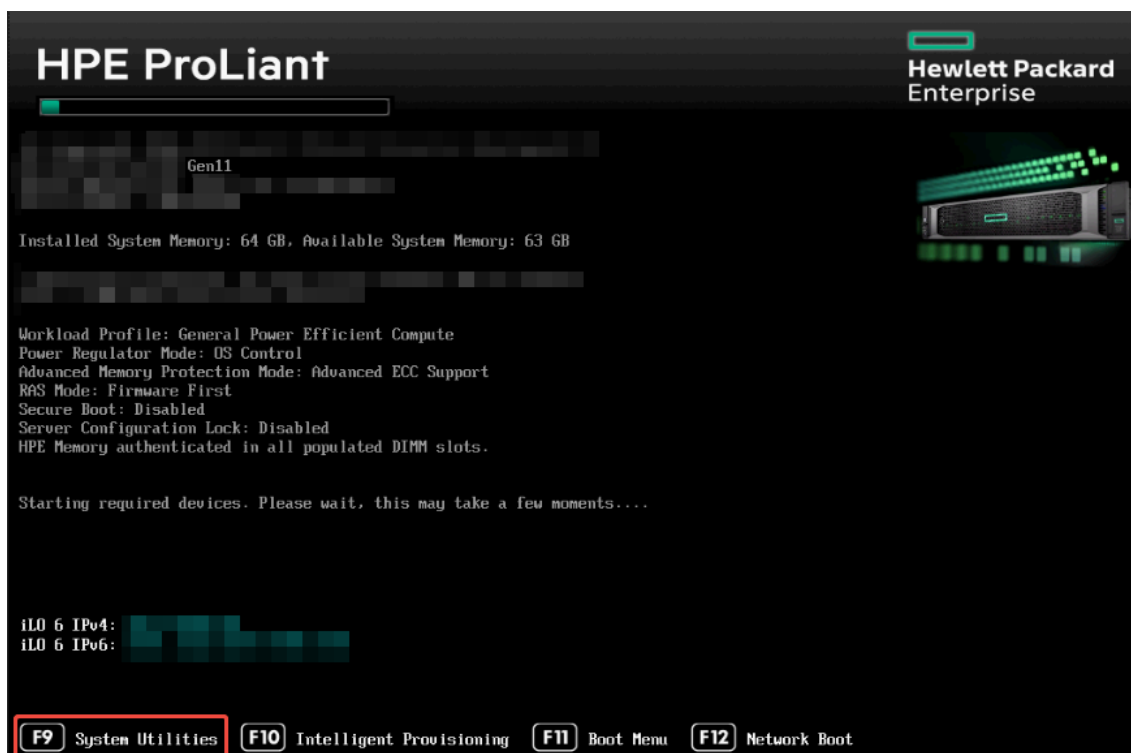 HPE ProLiant
Hewlett Packard
Enterprise
Gen11
Installed System Memory: 64 GB, Available System Memory: 63 GB
Workload Profile: General Power Efficient Compute
Power Regulator Mode: OS Control
Advanced Memory Protection Mode: Advanced ECC Support
RAS Mode: Firmware First
Secure Boot: Disabled
Server Configuration Lock: Disabled
HPE Memory authenticated in all populated DIMM slots.
Starting required devices. Please wait, this may take a few moments....
iLO 6 IPv4:
iLO 6 IPv6:
F9 System Utilities F10 Intelligent Provisioning F11 Boot Menu F12 Network Boot